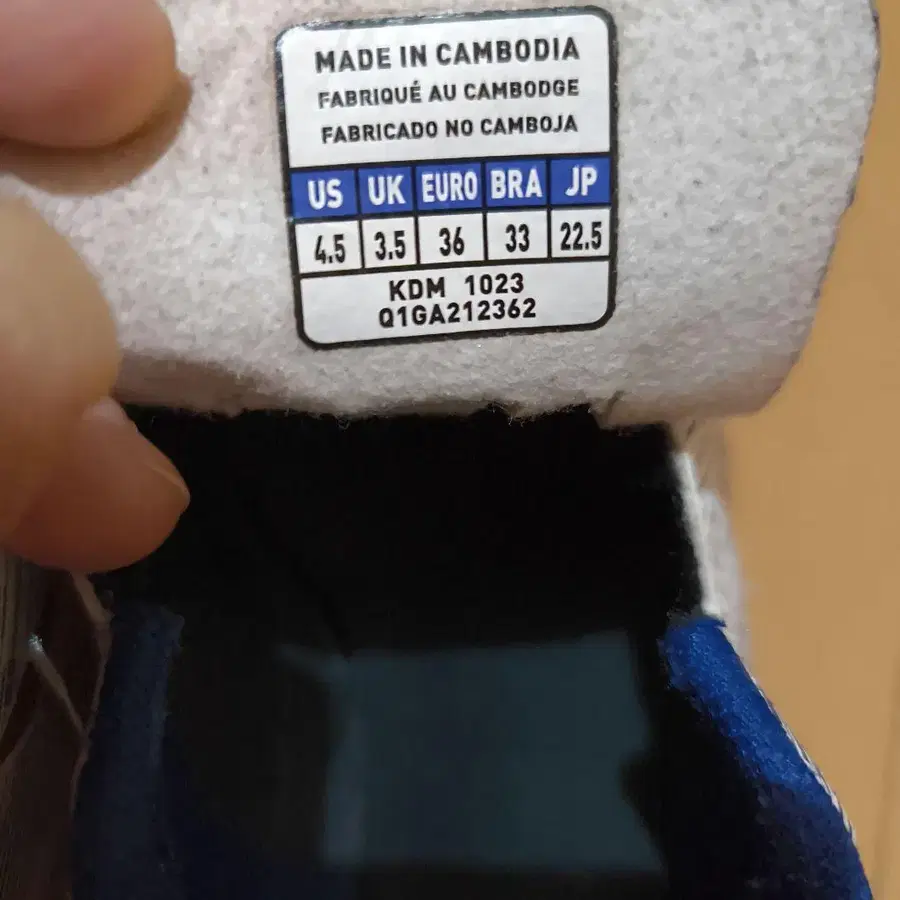 MADE IN CAMBODIA
FABRIQUÉ AU CAMBODGE
FABRICADO NO CAMBOJA
US UK EURO BRA JP
4.5 3.5 36 33 22.5
KDM 1023
Q1GA212362